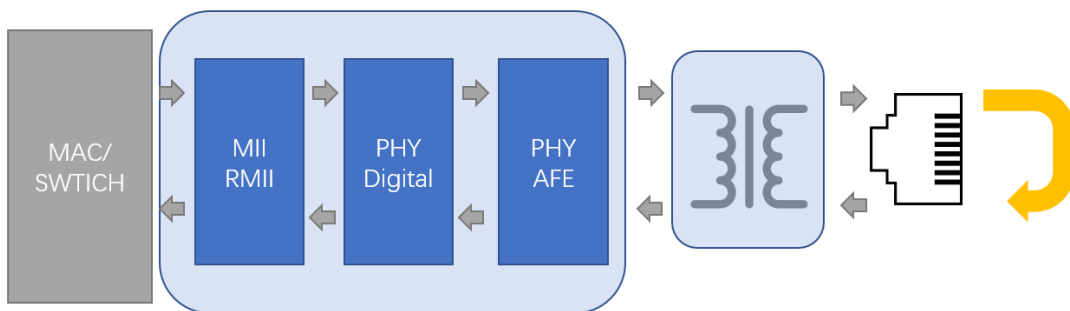 MAC/
SWTICH
MII
RMII
PHY
Digital
PHY
AFE